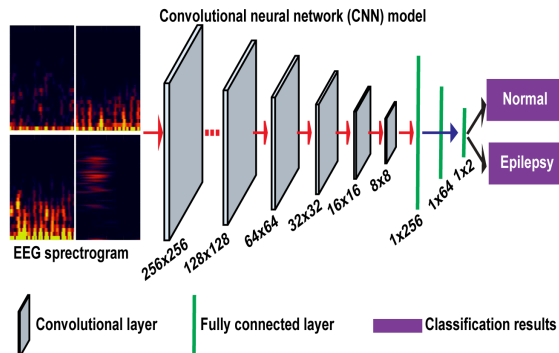 Convolutional neural network (CNN) model
Normal
Epilepsy
256x256
128x128
64x64
32x32
16x16
8x8
1x256
1x64
1x2
EEG sprectrogram
Convolutional layer
Fully connected layer
Classification results